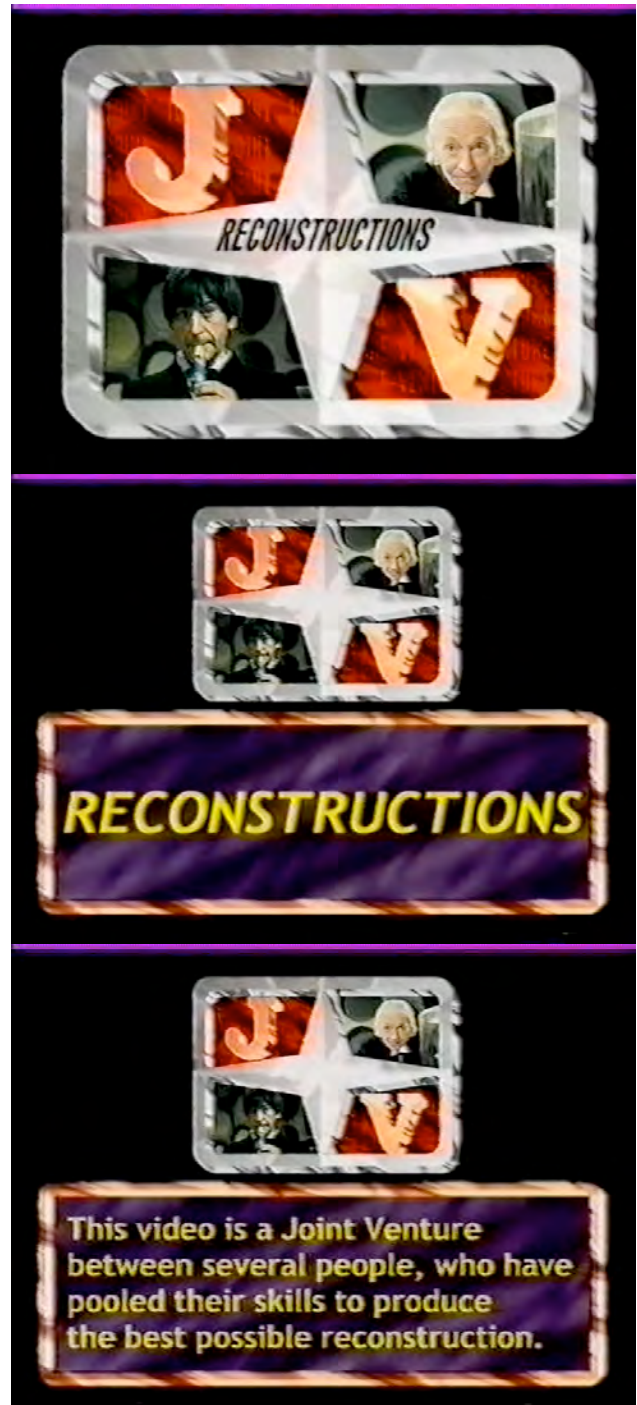 J
RECONSTRUCTIONS
V
J
V
RECONSTRUCTIONS
J
V
This video is a Joint Venture
between several people, who have
pooled their skills to produce
the best possible reconstruction.